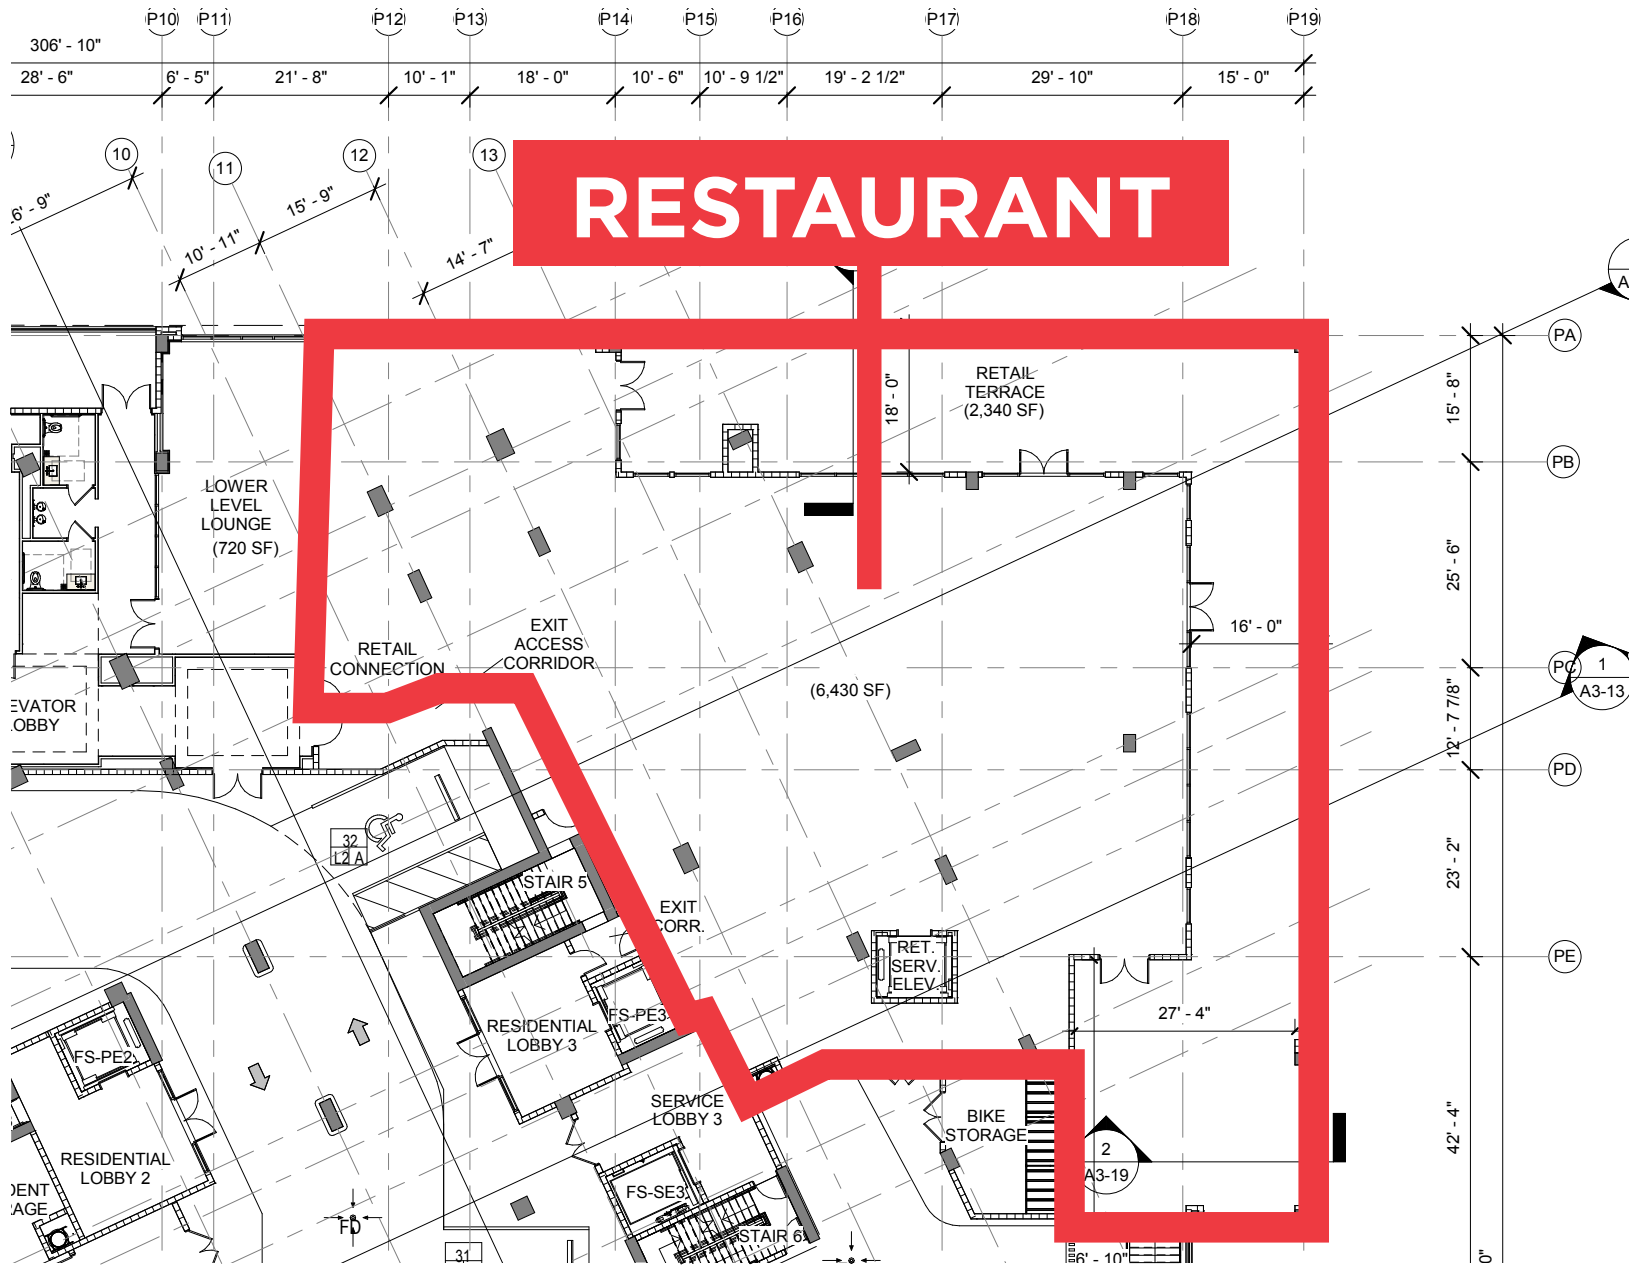 P10 P11 P12 P13 P14 P15 P16 P17 P18 P19
306' - 10"
28' - 6" 6' - 5" 21' - 8" 10' - 1" 18' - 0" 10' - 6" 10' - 9 1/2" 19' - 2 1/2" 29' - 10" 15' - 0"
10 11 12 13
6' - 9"
10' - 11"
15' - 9"
14' - 7"
RESTAURANT
A
PA
PB
PC
PD
PE
15' - 8"
25' - 6"
12' - 7 7/8"
23' - 2"
42' - 4"
0"
1
A3-13
18' - 0"
RETAIL
TERRACE
(2,340 SF)
LOWER
LEVEL
LOUNGE
(720 SF)
RETAIL
CONNECTION
EXIT
ACCESS
CORRIDOR
16' - 0"
(6,430 SF)
EVATOR
LOBBY
32
L2 A
STAIR 5
EXIT
CORR.
RET.
SERV.
ELEV.
27' - 4"
FS-PE3
RESIDENTIAL
LOBBY 3
FS-PE2
SERVICE
LOBBY 3
BIKE
STORAGE
2
A3-19
RESIDENTIAL
LOBBY 2
DENT
RAGE
FS-SE3
STAIR 6
FD
31
6' - 10"